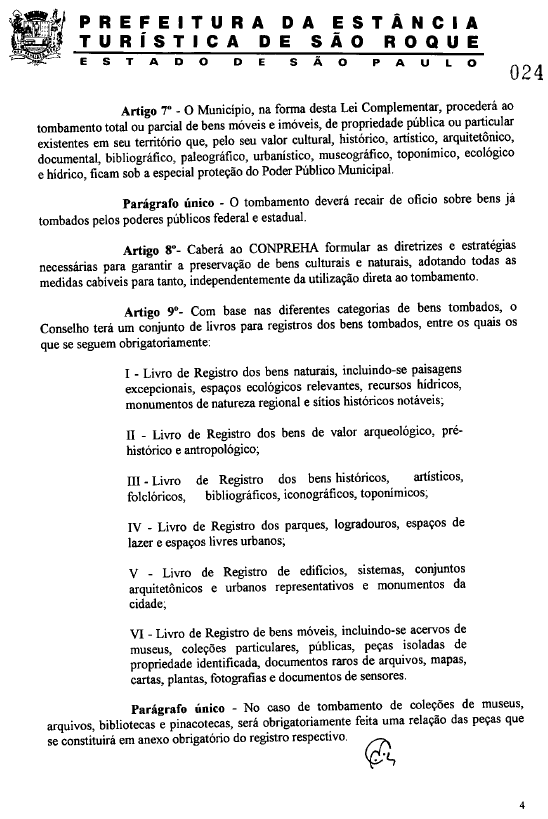 PREFEITURA DA ESTÂNCIA
TURÍSTICA DE SÃO ROQUE
ESTADO DE SÃO PAULO
024
Artigo 7º - O Município, na forma desta Lei Complementar, procederá ao
tombamento total ou parcial de bens móveis e imóveis, de propriedade pública ou particular
existentes em seu território que, pelo seu valor cultural, histórico, artístico, arquitetônico,
documental, bibliográfico, paleográfico, urbanístico, museográfico, toponímico, ecológico
e hídrico, ficam sob a especial proteção do Poder Público Municipal.
Parágrafo único - O tombamento deverá recair de oficio sobre bens já
tombados pelos poderes públicos federal e estadual.
Artigo 8º- Caberá ao CONPREHA formular as diretrizes e estratégias
necessárias para garantir a preservação de bens culturais e naturais, adotando todas as
medidas cabíveis para tanto, independentemente da utilização direta ao tombamento.
Artigo 9º- Com base nas diferentes categorias de bens tombados, o
Conselho terá um conjunto de livros para registros dos bens tombados, entre os quais os
que se seguem obrigatoriamente:
I - Livro de Registro dos bens naturais, incluindo-se paisagens
excepcionais, espaços ecológicos relevantes, recursos hídricos,
monumentos de natureza regional e sítios históricos notáveis;
II - Livro de Registro dos bens de valor arqueológico, pré-
histórico e antropológico;
III - Livro de Registro dos bens históricos, artísticos,
folclóricos, bibliográficos, iconográficos, toponímicos;
IV - Livro de Registro dos parques, logradouros, espaços de
lazer e espaços livres urbanos;
V - Livro de Registro de edifícios, sistemas, conjuntos
arquitetônicos e urbanos representativos e monumentos da
cidade;
VI - Livro de Registro de bens móveis, incluindo-se acervos de
museus, coleções particulares, públicas, peças isoladas de
propriedade identificada, documentos raros de arquivos, mapas,
cartas, plantas, fotografias e documentos de sensores.
Parágrafo único - No caso de tombamento de coleções de museus,
arquivos, bibliotecas e pinacotecas, será obrigatoriamente feita uma relação das peças que
se constituirá em anexo obrigatório do registro respectivo.
4